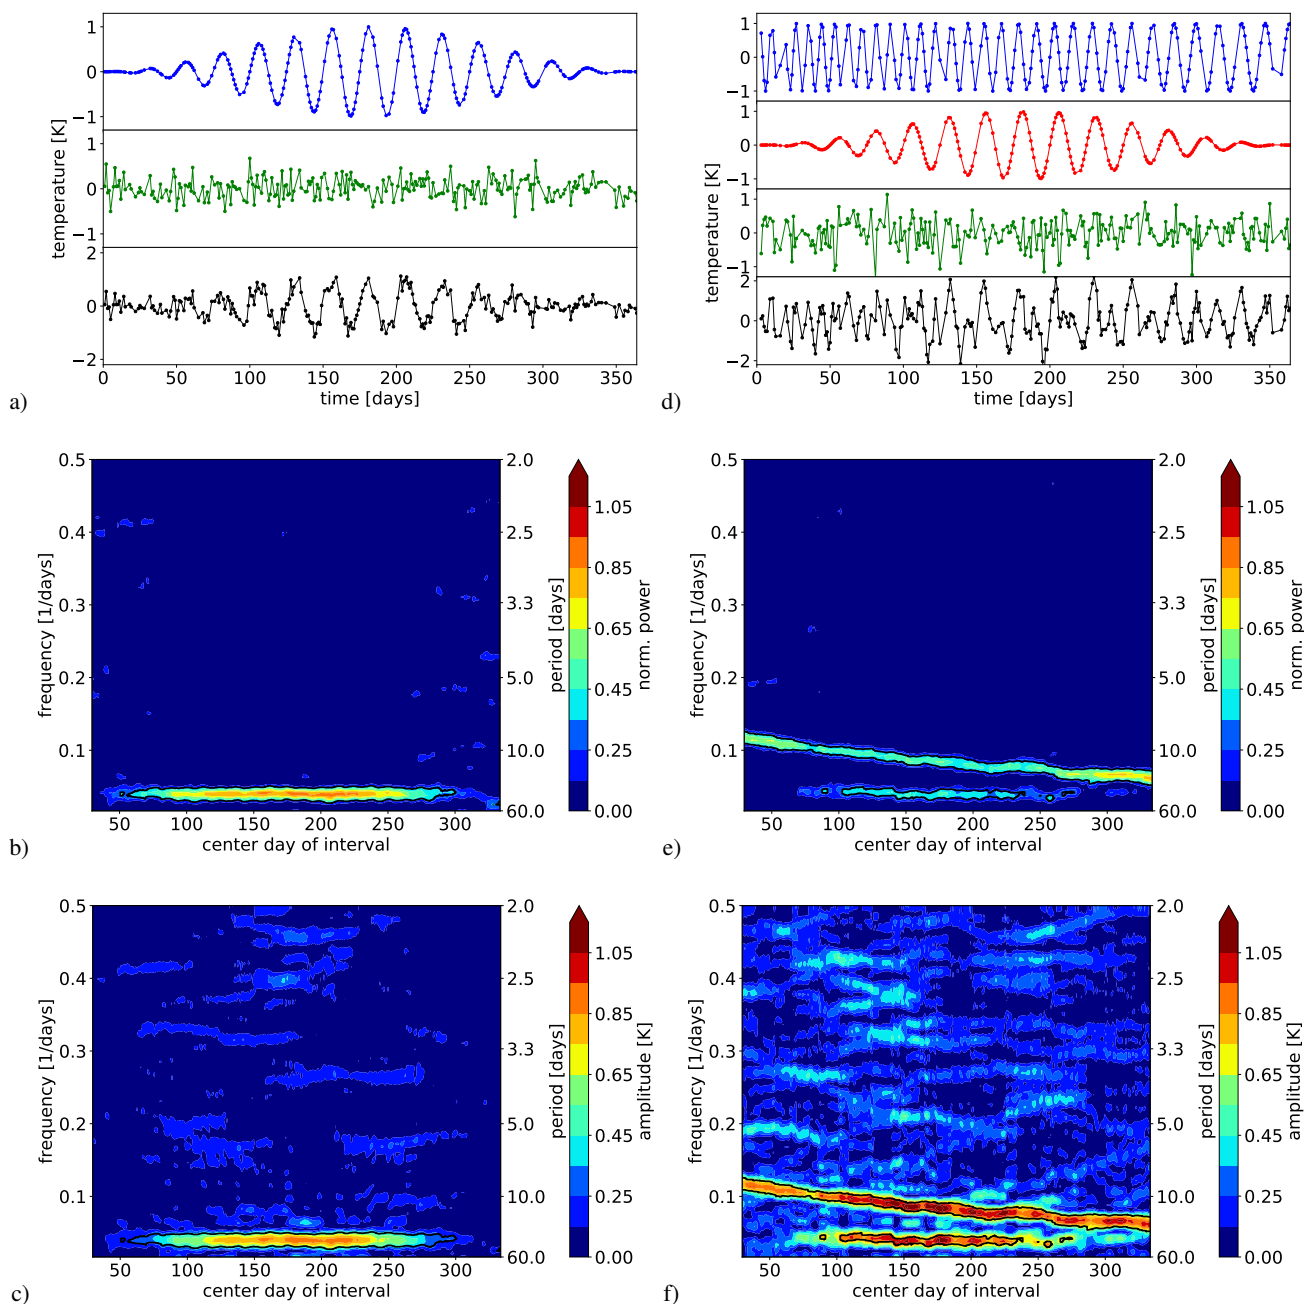 1
0
−1
1
0
−1
2
0
−2
temperature [K]
0 50 100 150 200 250 300 350
time [days]
a)
1
0
−1
1
0
−1
1
0
−1
2
0
−2
temperature [K]
0 50 100 150 200 250 300 350
time [days]
d)
0.5
0.4
0.3
0.2
0.1
frequency [1/days]
50 100 150 200 250 300
center day of interval
2.0
2.5
3.3
5.0
10.0
60.0
period [days]
1.05
0.85
0.65
0.45
0.25
0.00
norm. power
b)
0.5
0.4
0.3
0.2
0.1
frequency [1/days]
50 100 150 200 250 300
center day of interval
2.0
2.5
3.3
5.0
10.0
60.0
period [days]
1.05
0.85
0.65
0.45
0.25
0.00
norm. power
e)
0.5
0.4
0.3
0.2
0.1
frequency [1/days]
50 100 150 200 250 300
center day of interval
2.0
2.5
3.3
5.0
10.0
60.0
period [days]
1.05
0.85
0.65
0.45
0.25
0.00
amplitude [K]
c)
0.5
0.4
0.3
0.2
0.1
frequency [1/days]
50 100 150 200 250 300
center day of interval
2.0
2.5
3.3
5.0
10.0
60.0
period [days]
1.05
0.85
0.65
0.45
0.25
0.00
amplitude [K]
f)